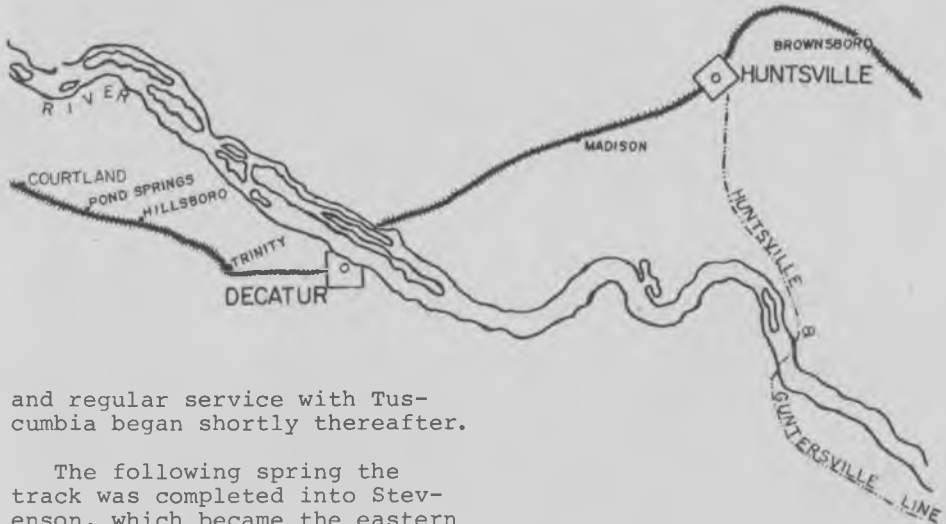 BROWNSBORO
HUNTSVILLE
RIVER
MADISON
COURTLAND
POND SPRINGS
HILLSBORO
TRINITY
DECATUR
HUNTSVILLE
8
GUNTERSVILLE LINE
and regular service with Tus-
cumbia began shortly thereafter.
The following spring the
track was completed into Stev-
enson, which became the eastern